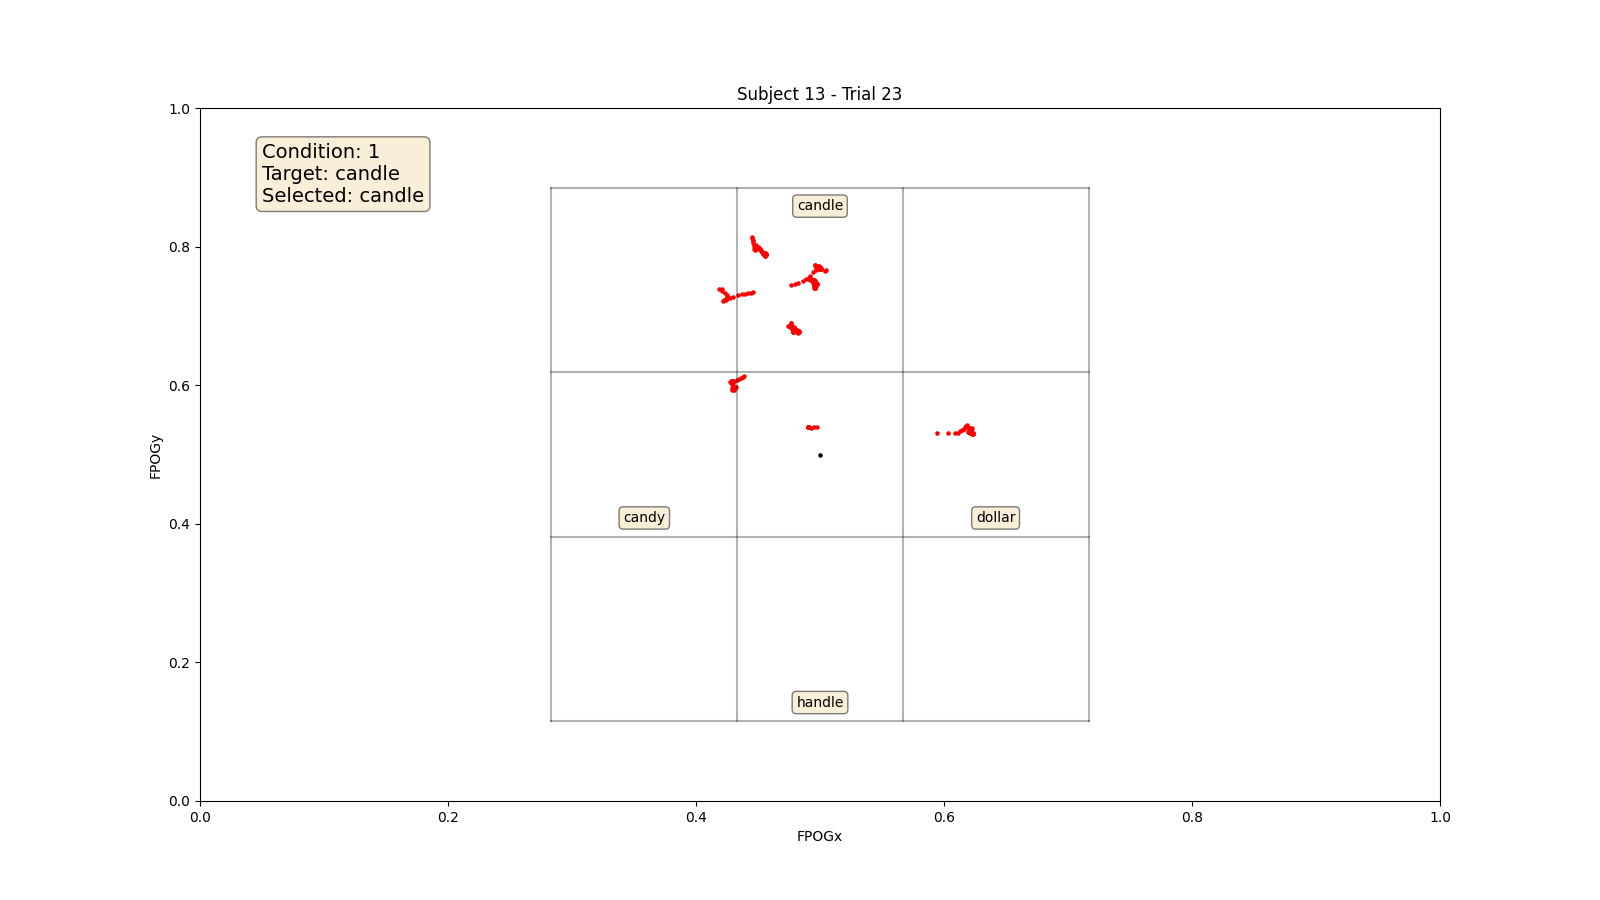 Subject 13 - Trial 23
1.0
Condition: 1
Target: candle
Selected: candle
candle
0.8
0.6
FPOGy
candy
dollar
0.4
handle
0.2
0.0
0.0 0.2 0.4 0.6 0.8 1.0
FPOGx